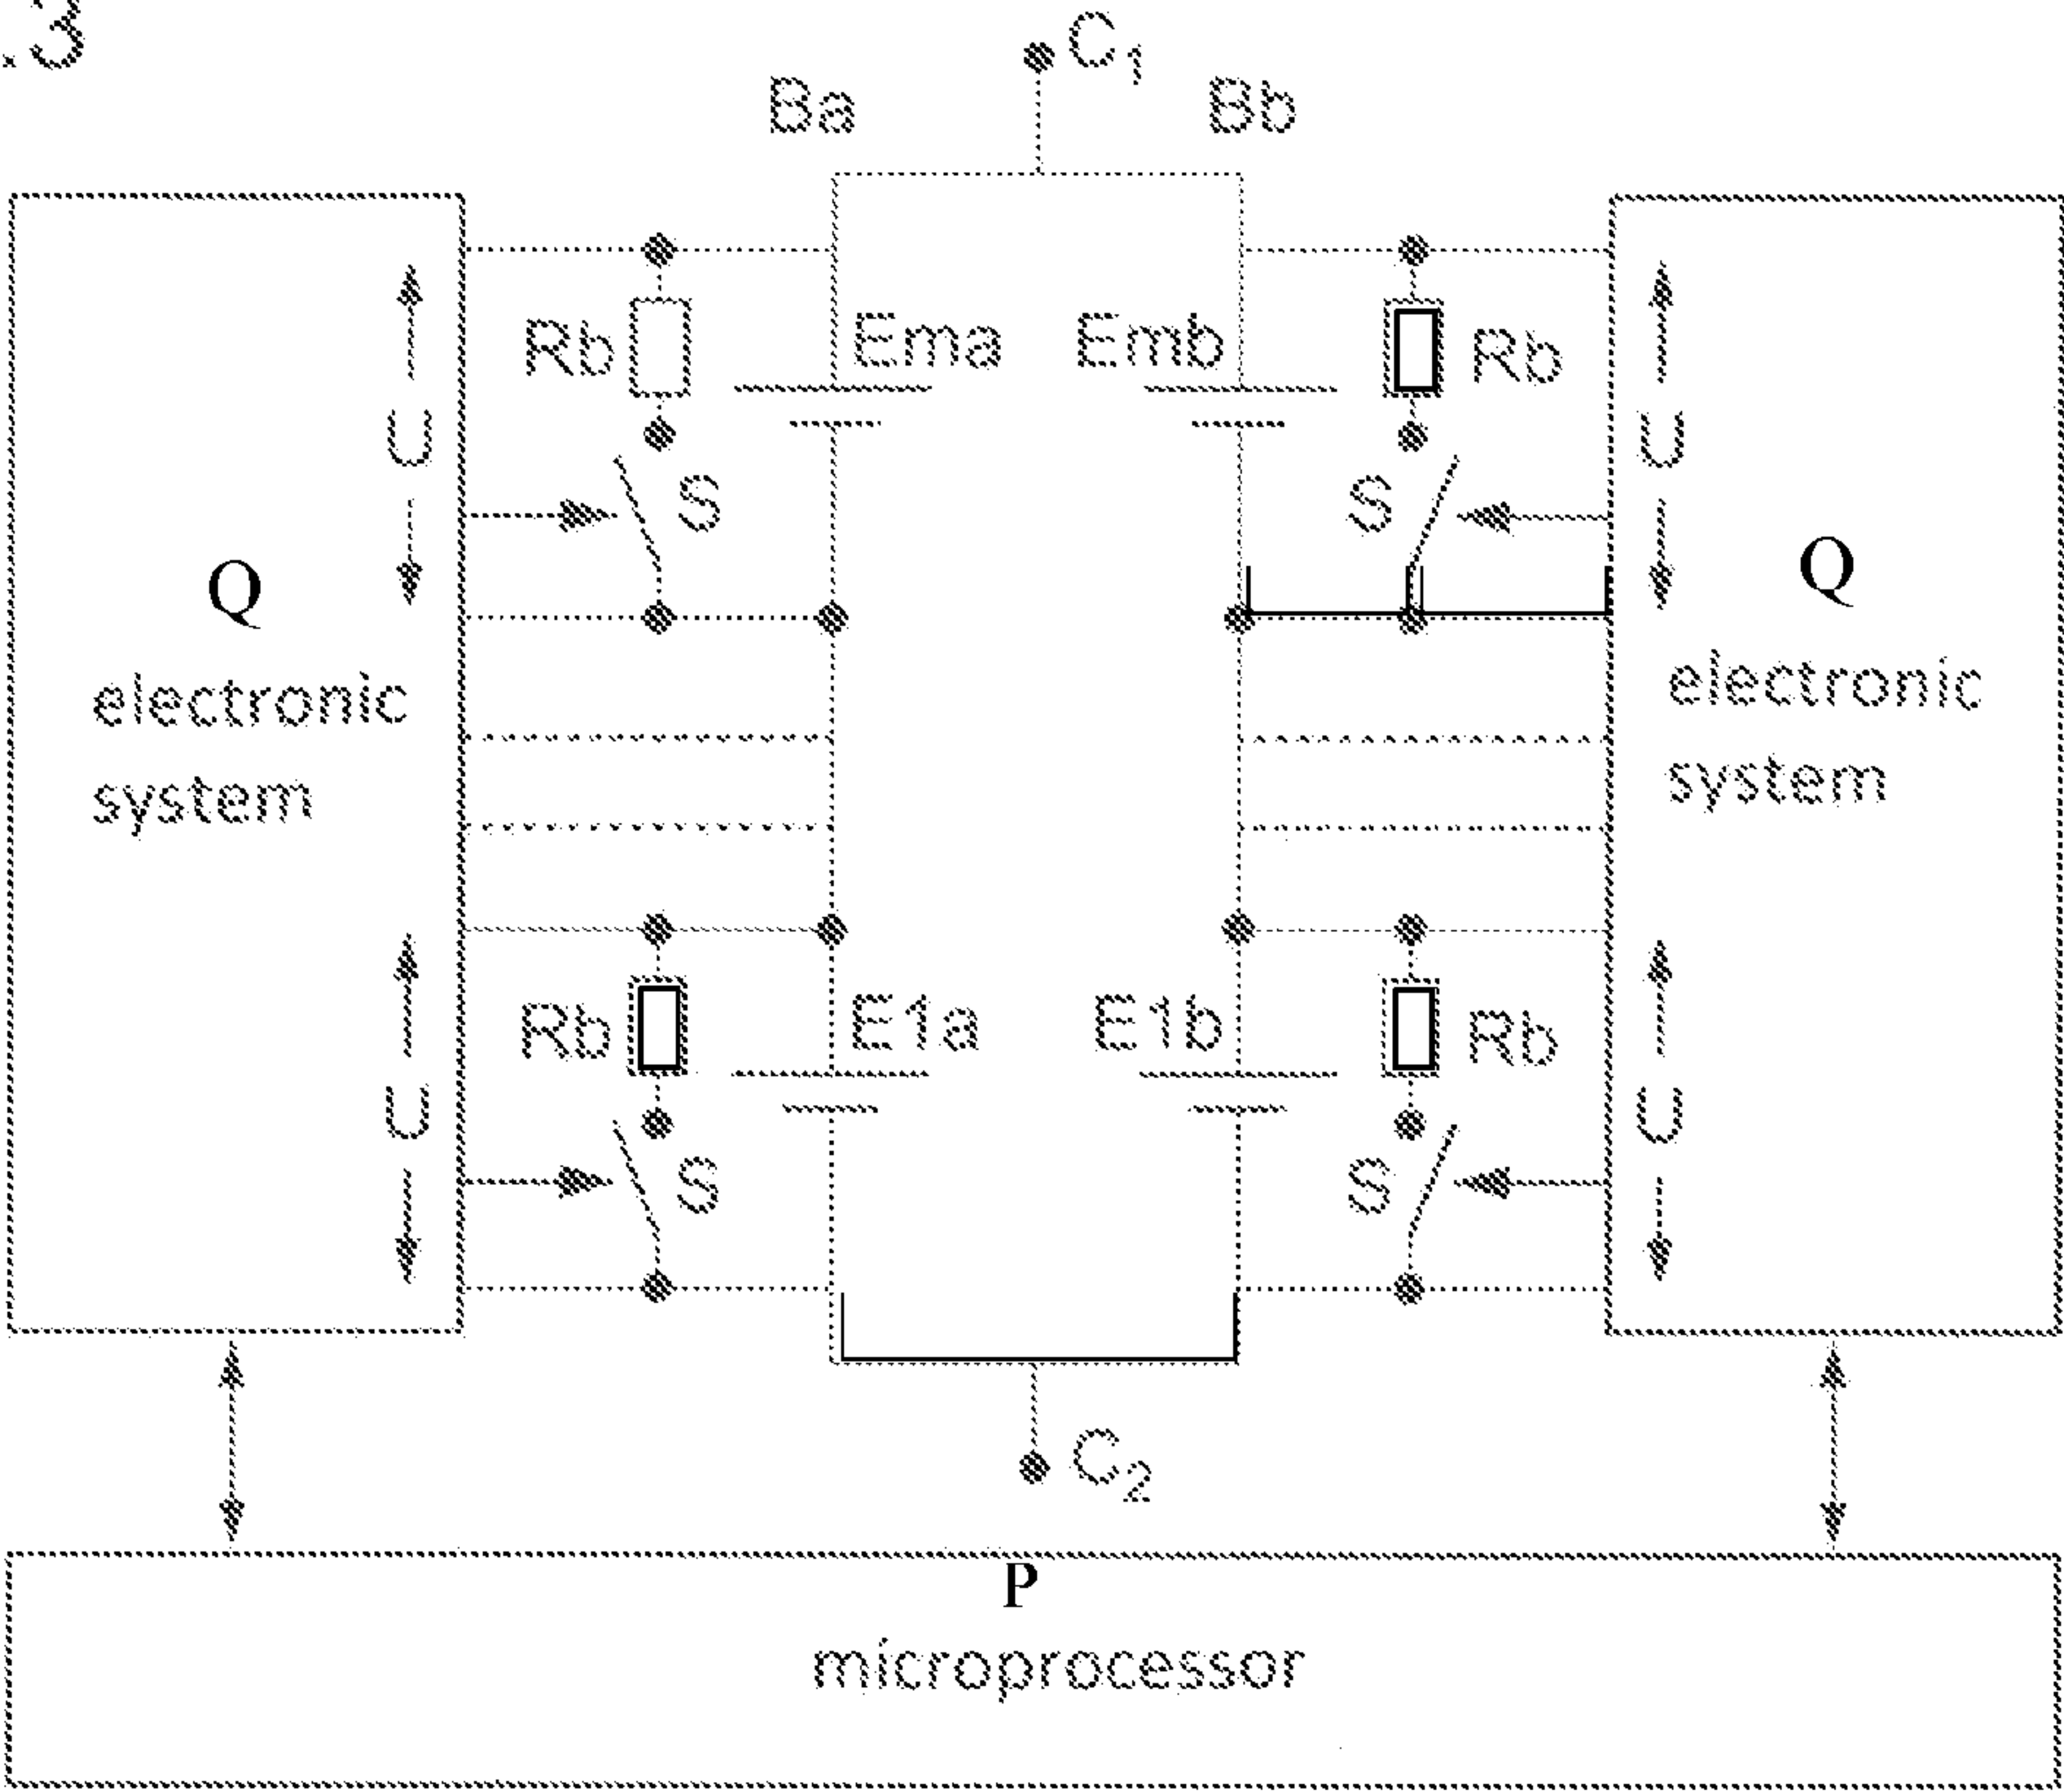 .3
C1
Ba Bb
Rb Ema Emb Rb
U U
S S
Q Q
electronic electronic
system system
Rb E1a E1b Rb
U U
S S
C2
P
microprocessor